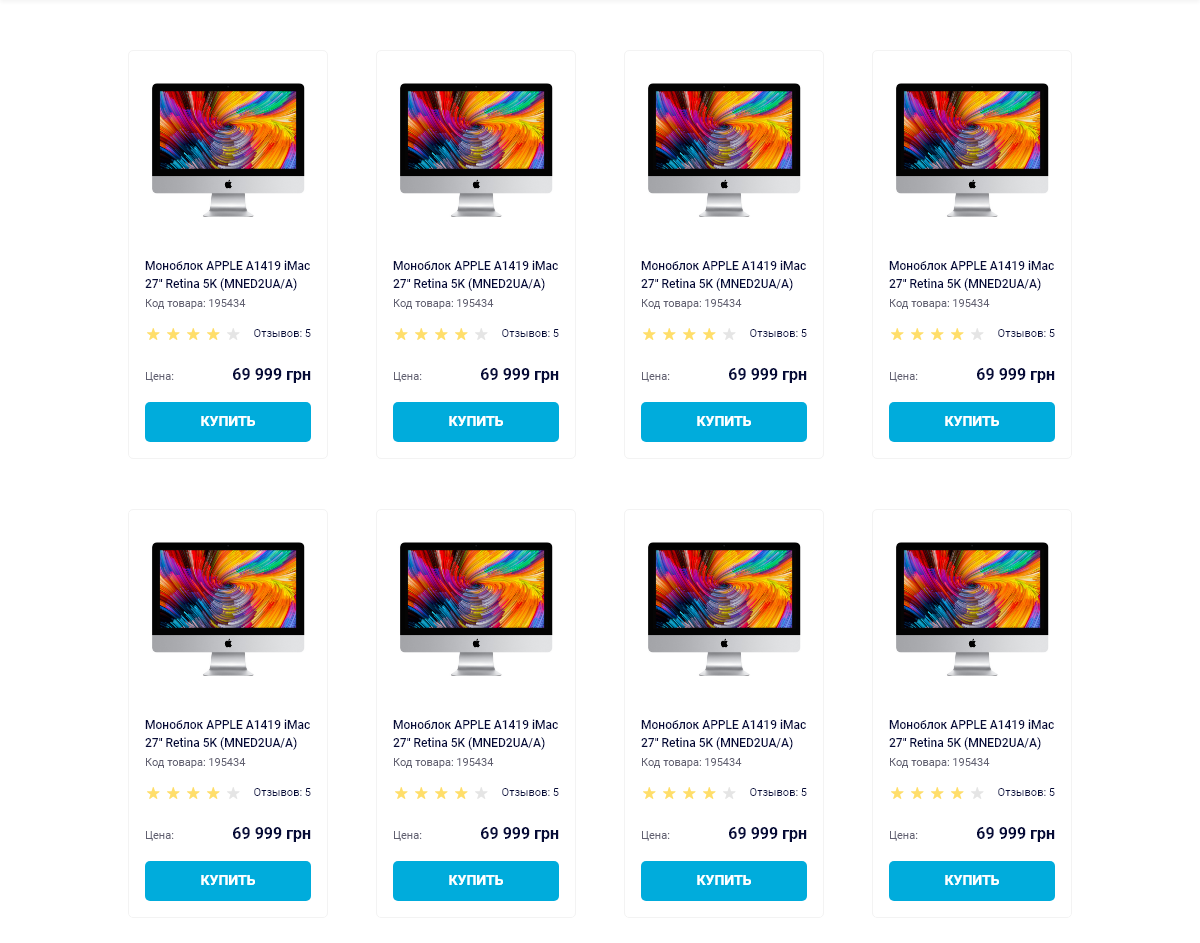 Моноблок APPLE A1419 iMac
27" Retina 5K (MNED2UA/A)
Код товара: 195434
Отзывов: 5
Цена: 69 999 грн
КУПИТЬ
Моноблок APPLE A1419 iMac
27" Retina 5K (MNED2UA/A)
Код товара: 195434
Отзывов: 5
Цена: 69 999 грн
КУПИТЬ
Моноблок APPLE A1419 iMac
27" Retina 5K (MNED2UA/A)
Код товара: 195434
Отзывов: 5
Цена: 69 999 грн
КУПИТЬ
Моноблок APPLE A1419 iMac
27" Retina 5K (MNED2UA/A)
Код товара: 195434
Отзывов: 5
Цена: 69 999 грн
КУПИТЬ
Моноблок APPLE A1419 iMac
27" Retina 5K (MNED2UA/A)
Код товара: 195434
Отзывов: 5
Цена: 69 999 грн
КУПИТЬ
Моноблок APPLE A1419 iMac
27" Retina 5K (MNED2UA/A)
Код товара: 195434
Отзывов: 5
Цена: 69 999 грн
КУПИТЬ
Моноблок APPLE A1419 iMac
27" Retina 5K (MNED2UA/A)
Код товара: 195434
Отзывов: 5
Цена: 69 999 грн
КУПИТЬ
Моноблок APPLE A1419 iMac
27" Retina 5K (MNED2UA/A)
Код товара: 195434
Отзывов: 5
Цена: 69 999 грн
КУПИТЬ